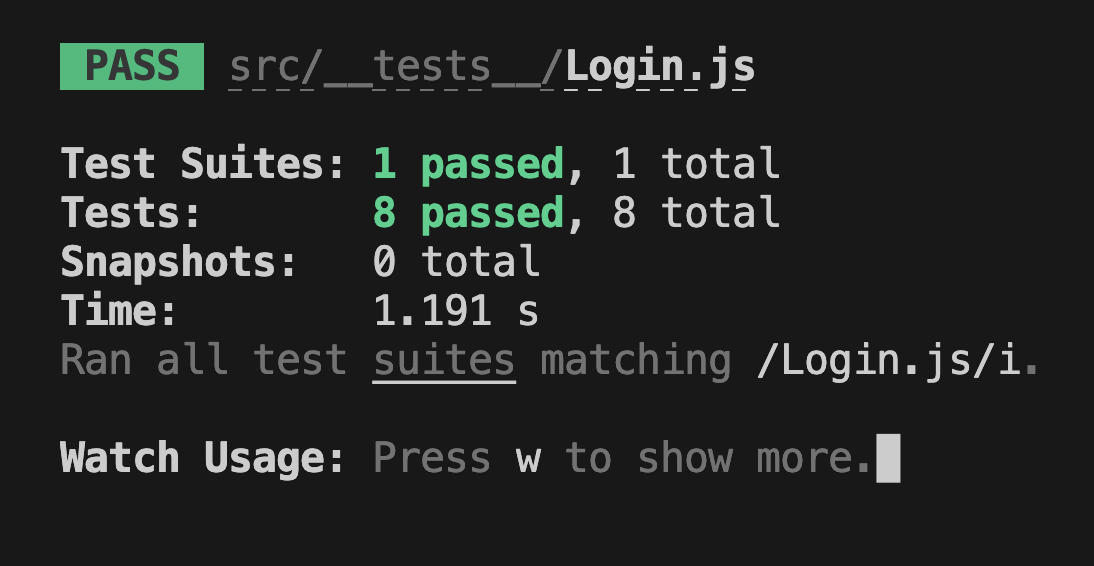 PASS src/__tests__/Login.js
Test Suites: 1 passed, 1 total
Tests: 8 passed, 8 total
Snapshots: 0 total
Time: 1.191 s
Ran all test suites matching /Login.js/i.
Watch Usage: Press w to show more.